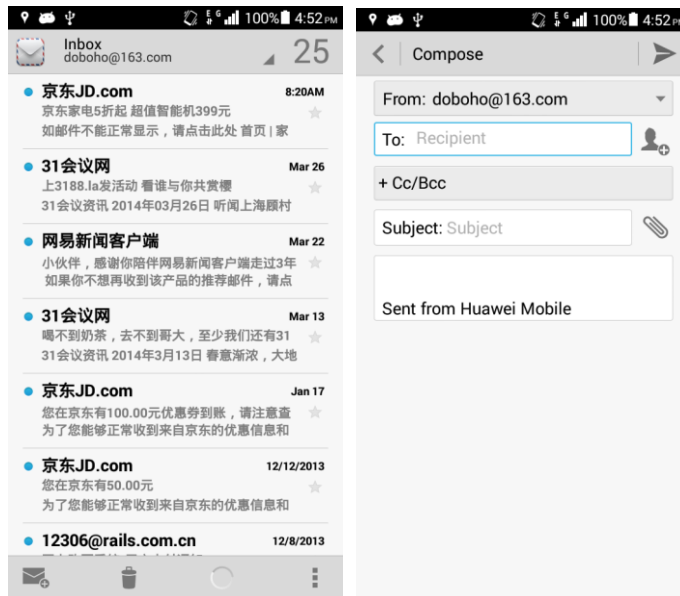 E G 100% 4:52 PM
Inbox
doboho@163.com
25
京东JD.com 8:20AM
京东家电5折起 超值智能机399元
如邮件不能正常显示，请点击此处 首页 | 家
31会议网 Mar 26
上3188.la发活动 看谁与你共赏樱
31会议资讯 2014年03月26日 听闻上海顾村
网易新闻客户端 Mar 22
小伙伴，感谢你陪伴网易新闻客户端走过3年
如果你不想再收到该产品的推荐邮件，请点
31会议网 Mar 13
喝不到奶茶，去不到哥大，至少我们还有31
31会议资讯 2014年3月13日 春意渐浓，大地
京东JD.com Jan 17
您在京东有100.00元优惠券到账，请注意查
为了您能够正常收到来自京东的优惠信息和
京东JD.com 12/12/2013
您在京东有50.00元
为了您能够正常收到来自京东的优惠信息和
12306@rails.com.cn 12/8/2013
E G 100% 4:52
Compose
From: doboho@163.com
To: Recipient
+ Cc/Bcc
Subject: Subject
Sent from Huawei Mobile